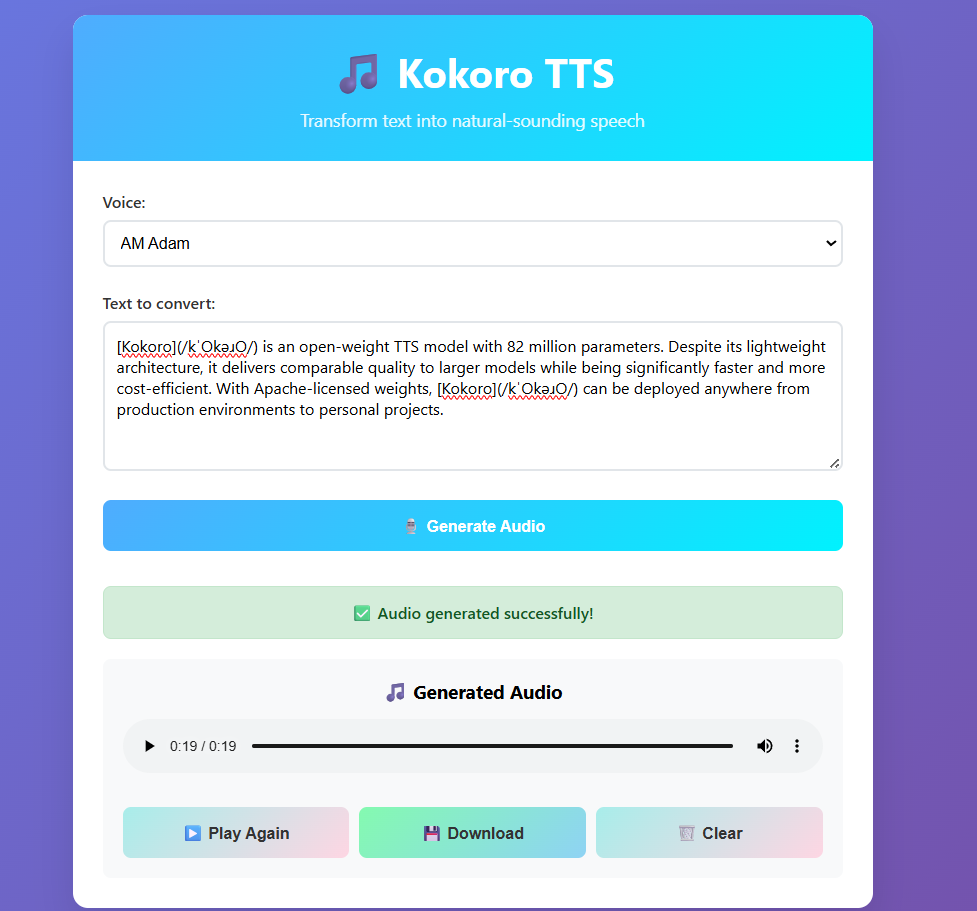 🎵 Kokoro TTS
Transform text into natural-sounding speech
Voice:
AM Adam
Text to convert:
[Kokoro](/kˈOkəɹO/) is an open-weight TTS model with 82 million parameters. Despite its lightweight
architecture, it delivers comparable quality to larger models while being significantly faster and more
cost-efficient. With Apache-licensed weights, [Kokoro](/kˈOkəɹO/) can be deployed anywhere from
production environments to personal projects.
🎙️ Generate Audio
✅ Audio generated successfully!
🎵 Generated Audio
0:19 / 0:19
▶️ Play Again
💾 Download
🗑️ Clear